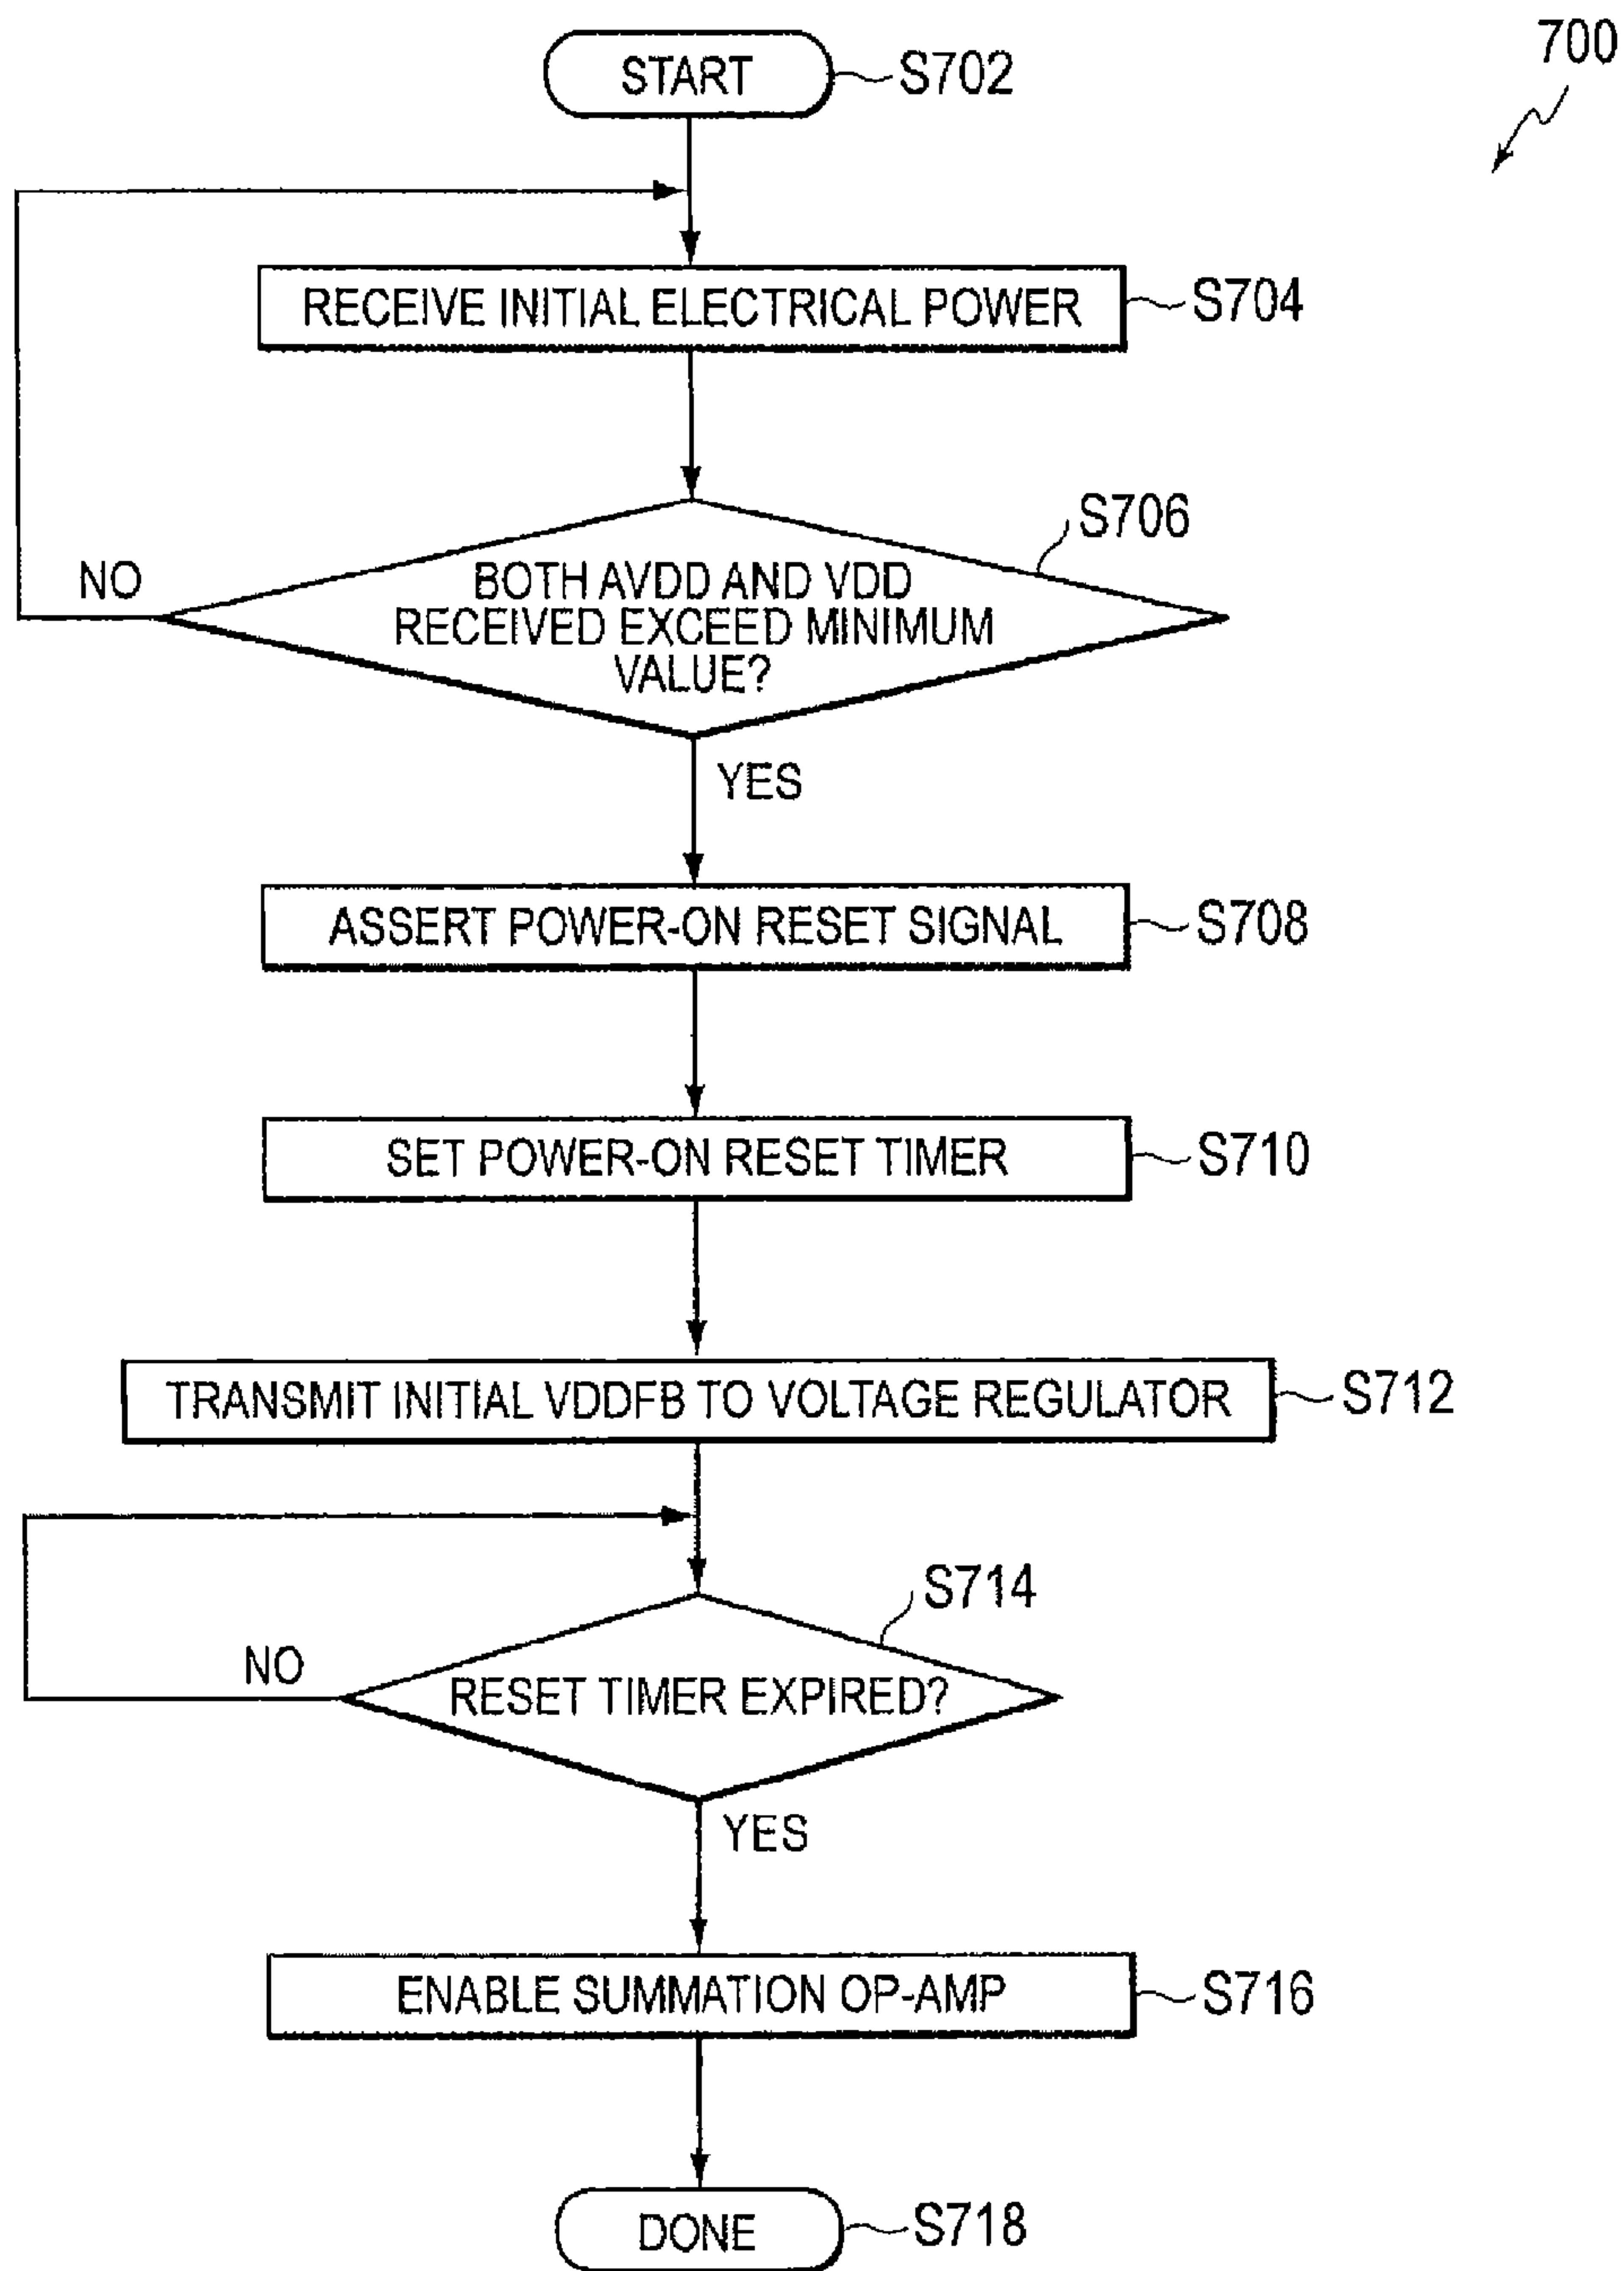 700
START
S702
RECEIVE INITIAL ELECTRICAL POWER
S704
S706
BOTH AVDD AND VDD
RECEIVED EXCEED MINIMUM
VALUE?
NO
YES
ASSERT POWER-ON RESET SIGNAL
S708
SET POWER-ON RESET TIMER
S710
TRANSMIT INITIAL VDDFB TO VOLTAGE REGULATOR
S712
S714
NO
RESET TIMER EXPIRED?
YES
ENABLE SUMMATION OP-AMP
S716
DONE
S718